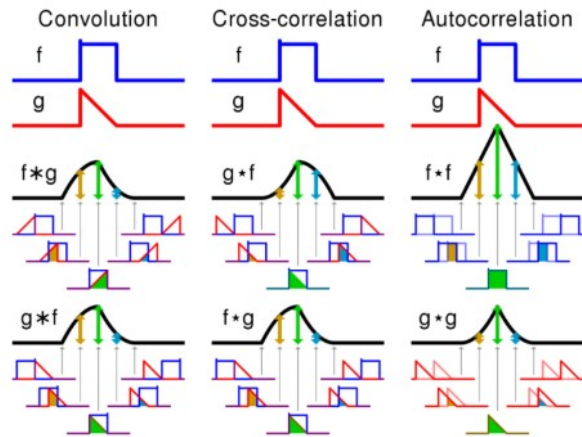 Convolution Cross-correlation Autocorrelation
f f f
g g g
f∗g g⋆f f⋆f
g∗f f⋆g g⋆g